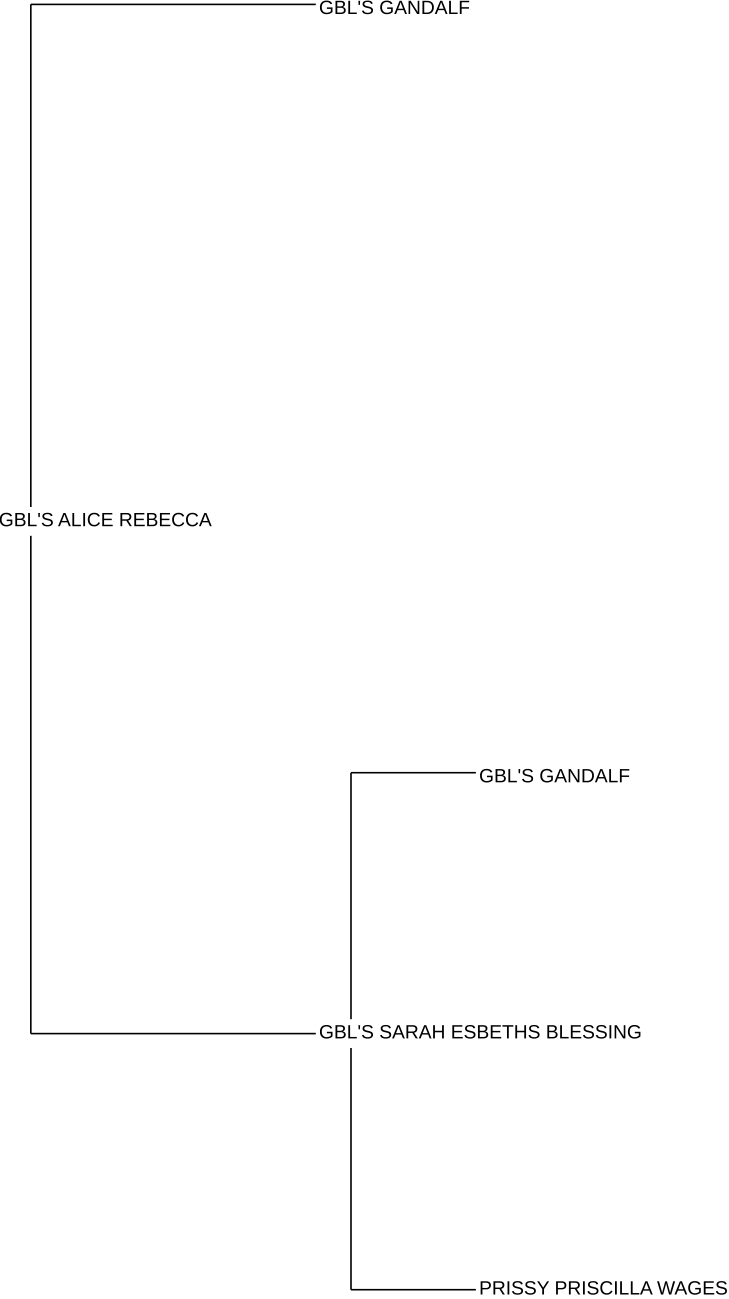 GBL'S GANDALF
GBL'S ALICE REBECCA
GBL'S GANDALF
GBL'S SARAH ESBETHS BLESSING
PRISSY PRISCILLA WAGES